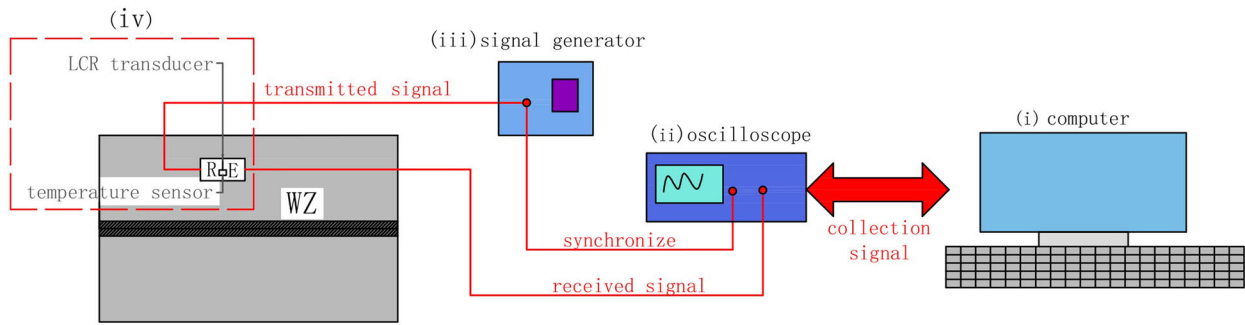 (iv)
LCR transducer
transmitted signal
(iii)signal generator
(ii)oscilloscope
(i) computer
R E
temperature sensor
WZ
synchronize
received signal
collection
signal